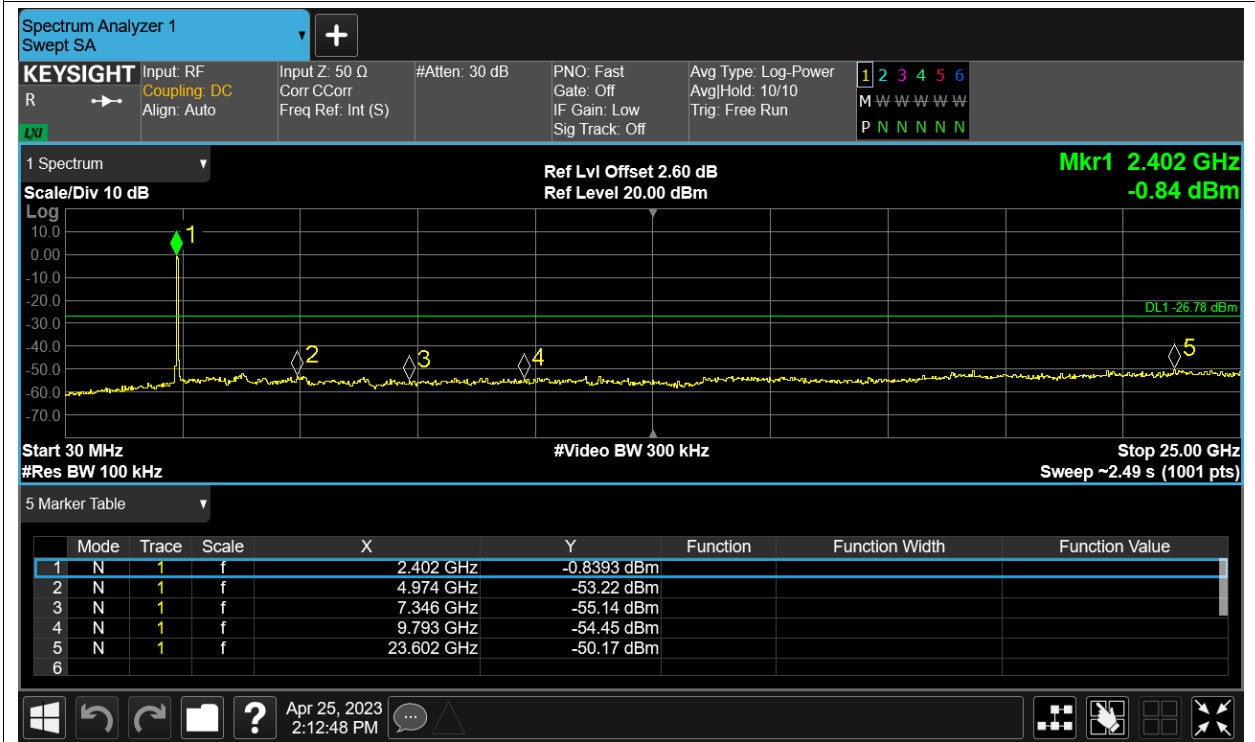 Spectrum Analyzer 1
Swept SA
+
KEYSIGHT
R
LXI
Input: RF
Coupling: DC
Align: Auto
Input Z: 50 Ω
Corr CCorr
Freq Ref: Int (S)
#Atten: 30 dB
PNO: Fast
Gate: Off
IF Gain: Low
Sig Track: Off
Avg Type: Log-Power
Avg|Hold: 10/10
Trig: Free Run
1 2 3 4 5 6
M W W W W W
P N N N N N
1 Spectrum
Scale/Div 10 dB
Ref Lvl Offset 2.60 dB
Ref Level 20.00 dBm
Mkr1 2.402 GHz
-0.84 dBm
Log
10.0
0.00
-10.0
-20.0
-30.0
-40.0
-50.0
-60.0
-70.0
1
2
3
4
5
DL1 -26.78 dBm
Start 30 MHz
#Res BW 100 kHz
#Video BW 300 kHz
Stop 25.00 GHz
Sweep ~2.49 s (1001 pts)
5 Marker Table
Mode Trace Scale X Y Function Function Width Function Value
1 N 1 f 2.402 GHz -0.8393 dBm
2 N 1 f 4.974 GHz -53.22 dBm
3 N 1 f 7.346 GHz -55.14 dBm
4 N 1 f 9.793 GHz -54.45 dBm
5 N 1 f 23.602 GHz -50.17 dBm
6
?
Apr 25, 2023
2:12:48 PM